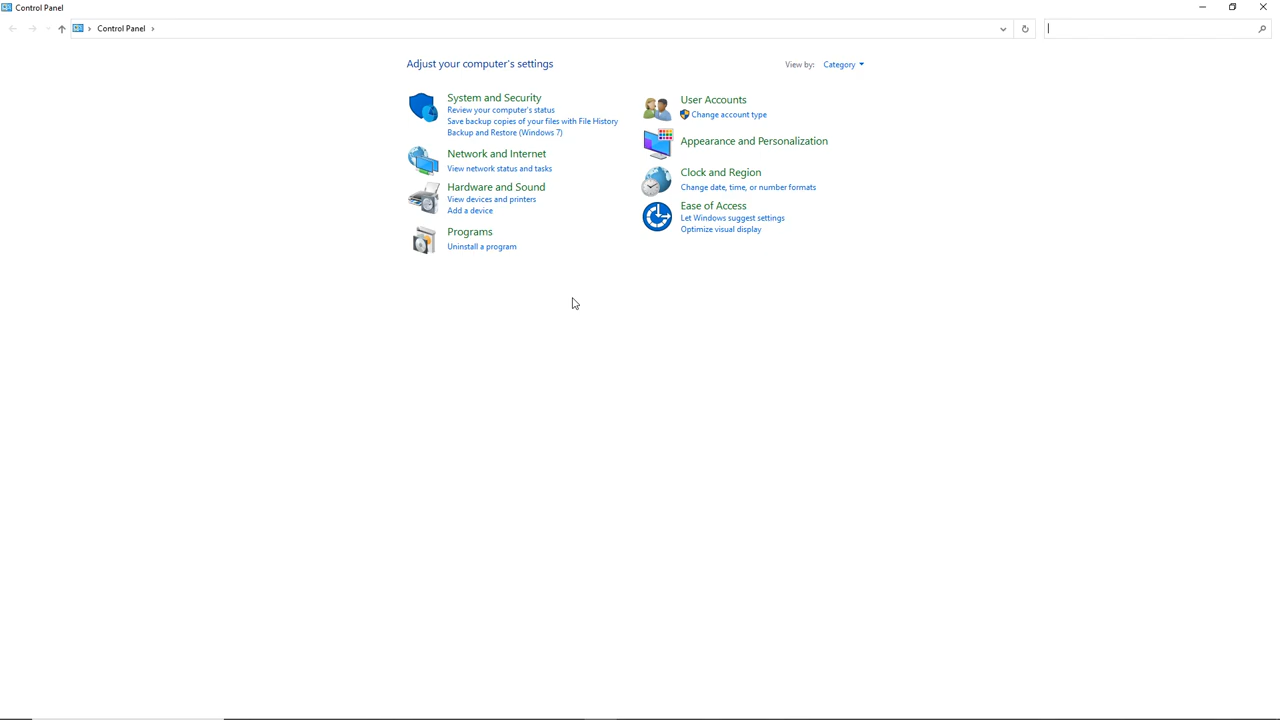 Control Panel
Control Panel
Adjust your computer's settings
View by: Category
System and Security
Review your computer's status
Save backup copies of your files with File History
Backup and Restore (Windows 7)
Network and Internet
View network status and tasks
Hardware and Sound
View devices and printers
Add a device
Programs
Uninstall a program
User Accounts
Change account type
Appearance and Personalization
Clock and Region
Change date, time, or number formats
Ease of Access
Let Windows suggest settings
Optimize visual display